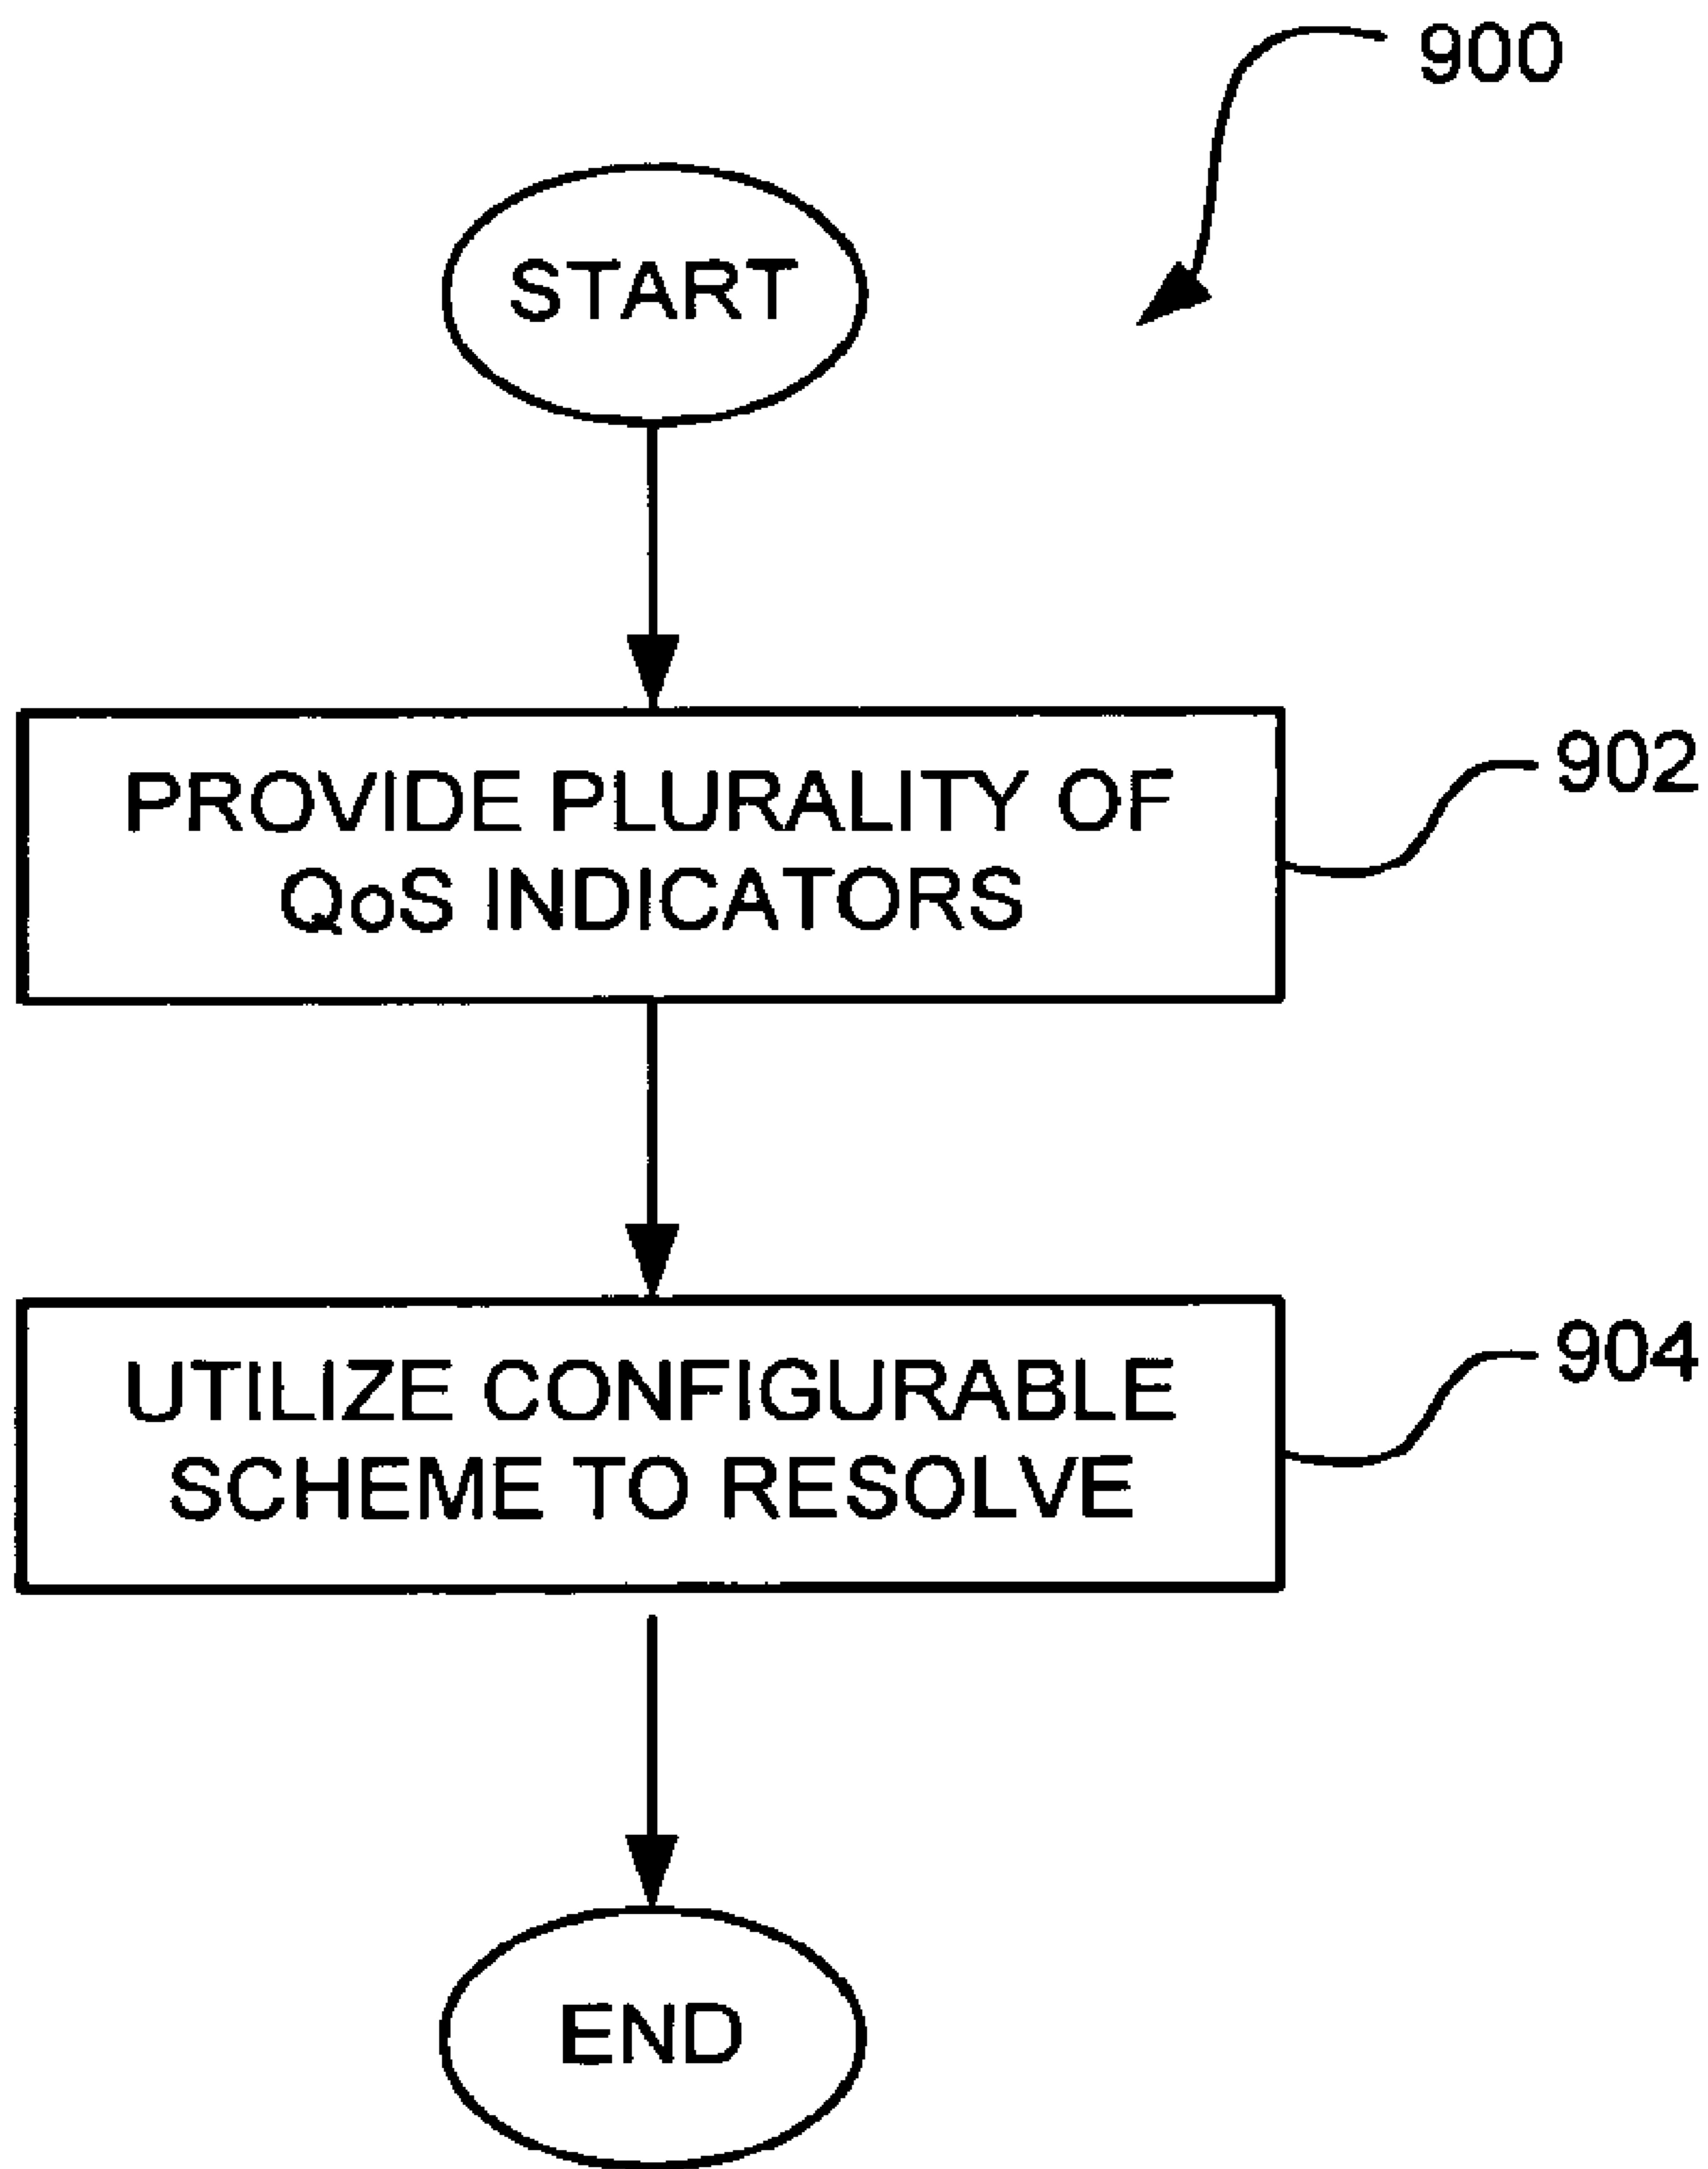 900
START
PROVIDE PLURALITY OF
QoS INDICATORS
902
UTILIZE CONFIGURABLE
SCHEME TO RESOLVE
904
END